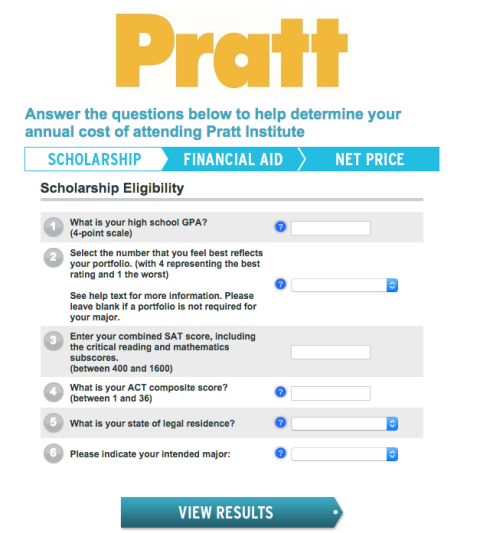 Pratt
Answer the questions below to help determine your
annual cost of attending Pratt Institute
SCHOLARSHIP
FINANCIAL AID
NET PRICE
Scholarship Eligibility
1
What is your high school GPA?
(4-point scale)
?
2
Select the number that you feel best reflects
your portfolio. (with 4 representing the best
rating and 1 the worst)
?
See help text for more information. Please
leave blank if a portfolio is not required for
your major.
3
Enter your combined SAT score, including
the critical reading and mathematics
subscores.
(between 400 and 1600)
4
What is your ACT composite score?
(between 1 and 36)
?
5
What is your state of legal residence?
?
6
Please indicate your intended major:
?
VIEW RESULTS